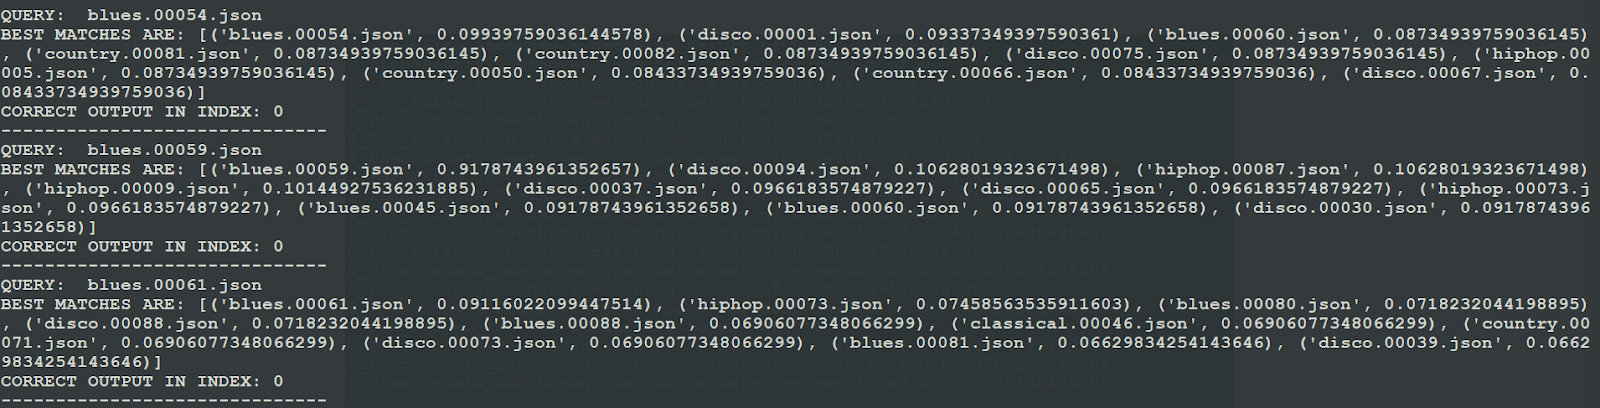 QUERY:  blues.00054.json
BEST MATCHES ARE: [('blues.00054.json', 0.09939759036144578), ('disco.00001.json', 0.09337349397590361), ('blues.00060.json', 0.08734939759036145)
, ('country.00081.json', 0.08734939759036145), ('country.00082.json', 0.08734939759036145), ('disco.00075.json', 0.08734939759036145), ('hiphop.00
005.json', 0.08734939759036145), ('country.00050.json', 0.08433734939759036), ('country.00066.json', 0.08433734939759036), ('disco.00067.json', 0.
08433734939759036)]
CORRECT OUTPUT IN INDEX: 0
------------------------------
QUERY:  blues.00059.json
BEST MATCHES ARE: [('blues.00059.json', 0.9178743961352657), ('disco.00094.json', 0.10628019323671498), ('hiphop.00087.json', 0.10628019323671498)
, ('hiphop.00009.json', 0.10144927536231885), ('disco.00037.json', 0.0966183574879227), ('disco.00065.json', 0.0966183574879227), ('hiphop.00073.j
son', 0.0966183574879227), ('blues.00045.json', 0.09178743961352658), ('blues.00060.json', 0.09178743961352658), ('disco.00030.json', 0.0917874396
1352658)]
CORRECT OUTPUT IN INDEX: 0
------------------------------
QUERY:  blues.00061.json
BEST MATCHES ARE: [('blues.00061.json', 0.09116022099447514), ('hiphop.00073.json', 0.07458563535911603), ('blues.00080.json', 0.0718232044198895)
, ('disco.00088.json', 0.0718232044198895), ('blues.00088.json', 0.06906077348066299), ('classical.00046.json', 0.06906077348066299), ('country.00
071.json', 0.06906077348066299), ('disco.00073.json', 0.06906077348066299), ('blues.00081.json', 0.06629834254143646), ('disco.00039.json', 0.0662
9834254143646)]
CORRECT OUTPUT IN INDEX: 0
------------------------------